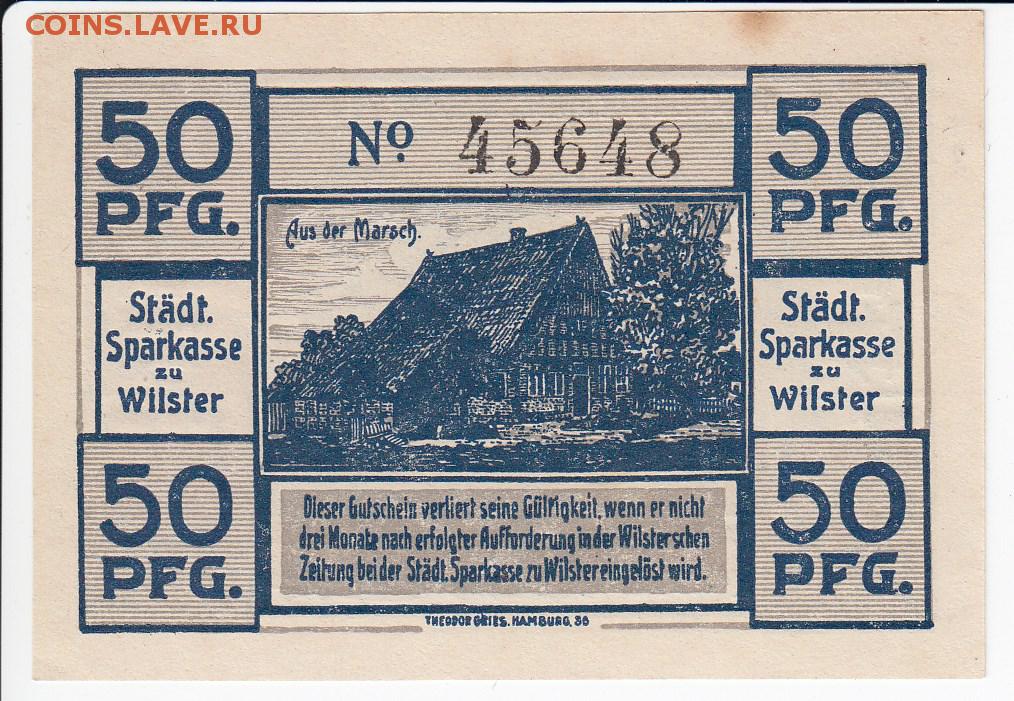 COINS.LAVE.RU
50
PFG.
Nº 45648
50
PFG.
Aus der Marsch.
Städt.
Sparkasse
zu
Wilster
Städt.
Sparkasse
zu
Wilster
50
PFG.
50
PFG.
Dieser Gutschein verliert seine Gültigkeit, wenn er nicht
drei Monate nach erfolgter Aufforderung in der Wilsterschen
Zeitung bei der Städt. Sparkasse zu Wilster eingelöst wird.
THEODOR GRIES. HAMBURG. 36